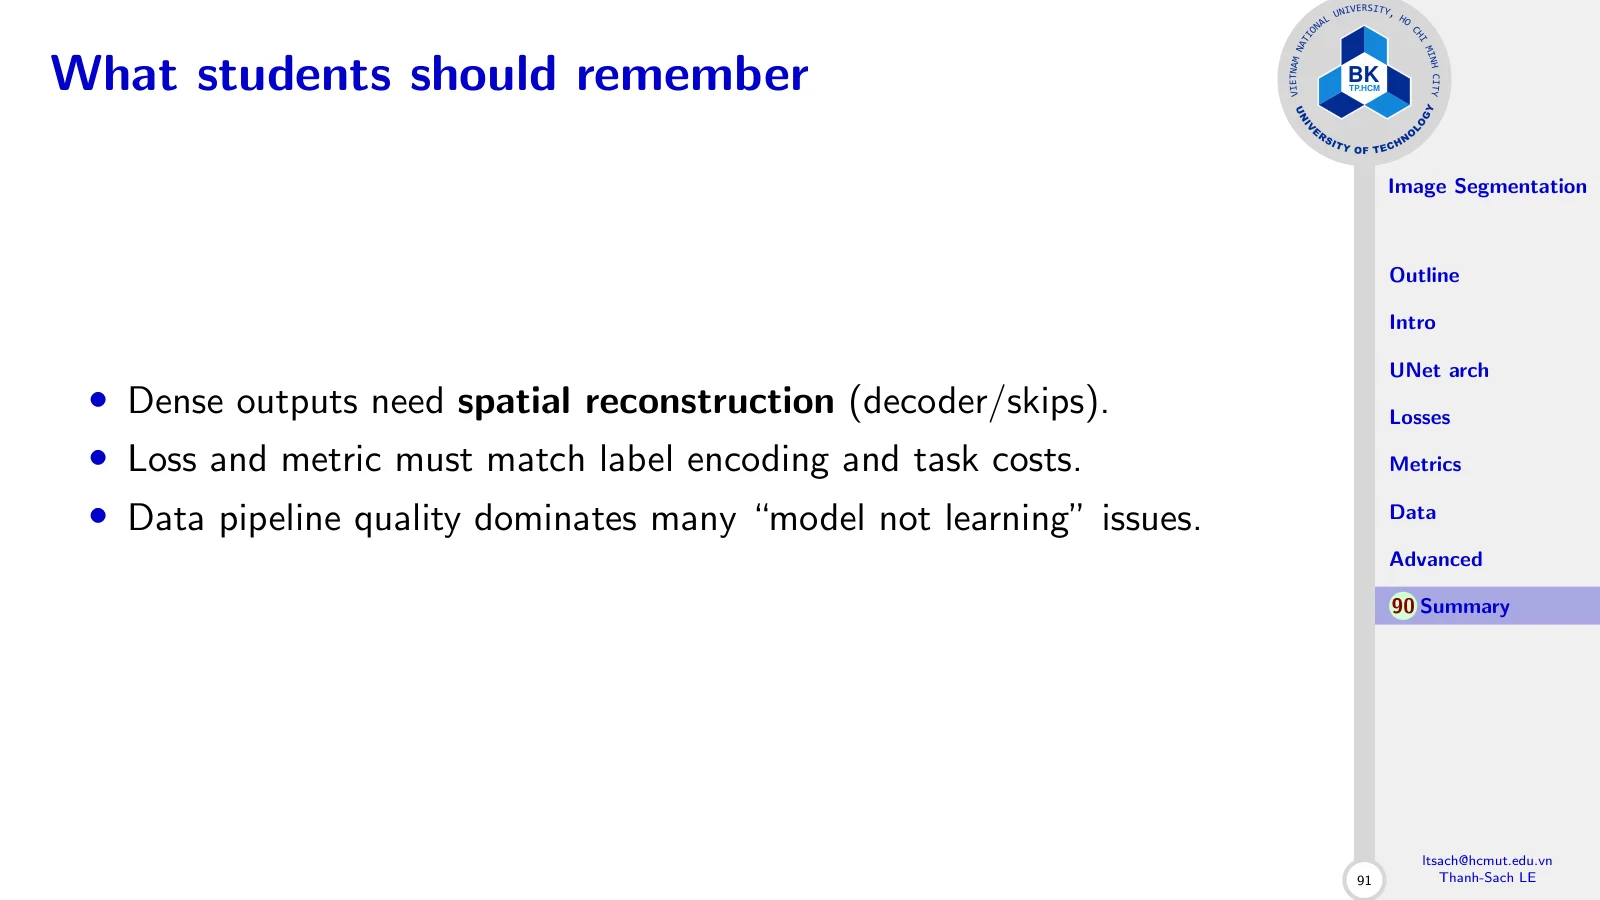 What students should remember
• Dense outputs need spatial reconstruction (decoder/skips).
• Loss and metric must match label encoding and task costs.
• Data pipeline quality dominates many “model not learning” issues.
VIETNAM NATIONAL UNIVERSITY, HO CHI MINH CITY
BK
TP.HCM
UNIVERSITY OF TECHNOLOGY
Image Segmentation
Outline
Intro
UNet arch
Losses
Metrics
Data
Advanced
90 Summary
ltsach@hcmut.edu.vn
Thanh-Sach LE
91